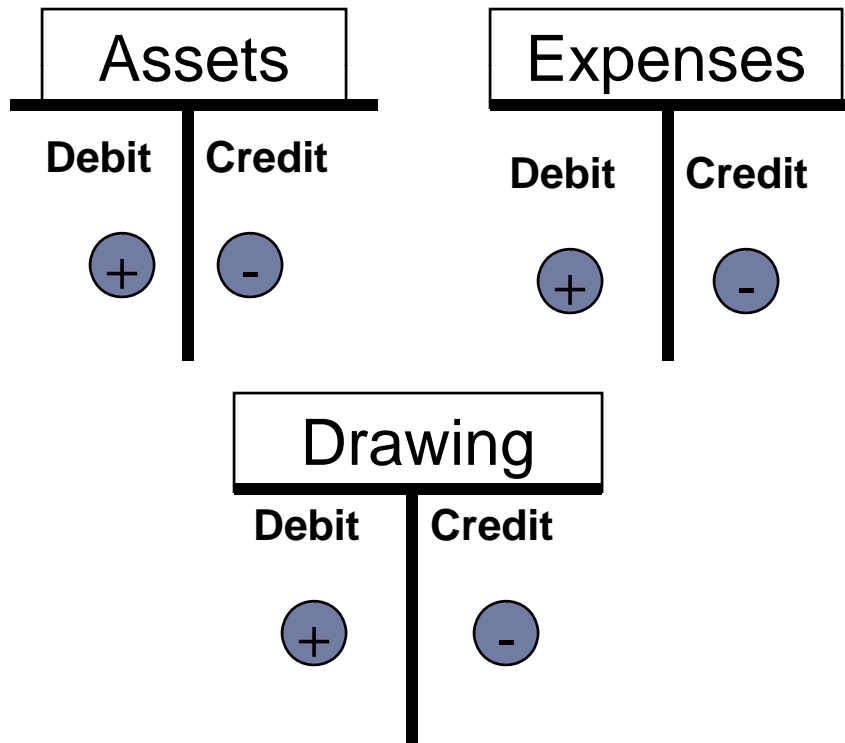 Assets
Debit Credit
+ -
Expenses
Debit Credit
+ -
Drawing
Debit Credit
+ -